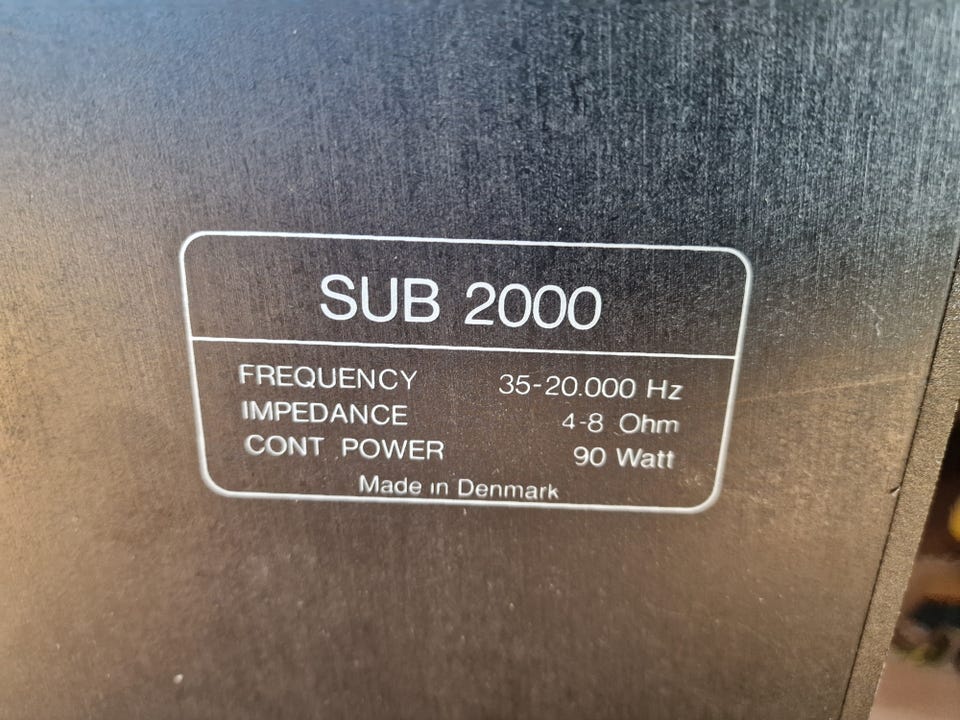 SUB 2000
FREQUENCY 35-20.000 Hz
IMPEDANCE 4-8 Ohm
CONT POWER 90 Watt
Made in Denmark